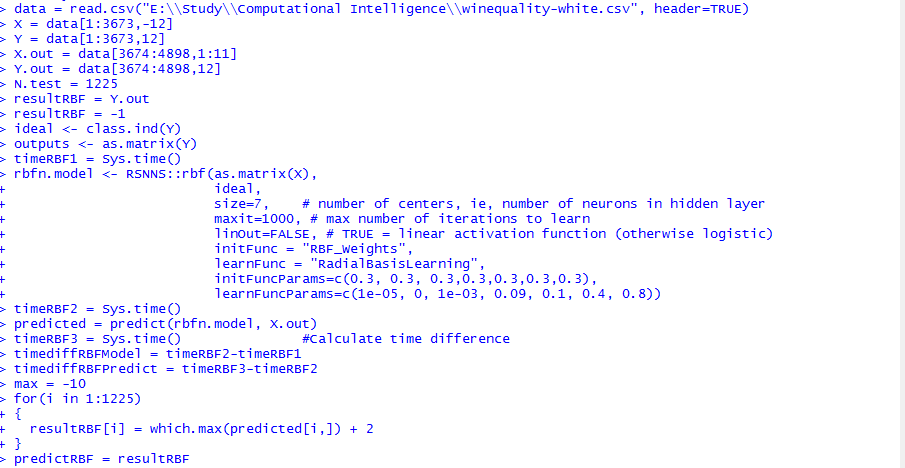 > data = read.csv("E:\\Study\\Computational Intelligence\\winequality-white.csv", header=TRUE)
> X = data[1:3673,-12]
> Y = data[1:3673,12]
> X.out = data[3674:4898,1:11]
> Y.out = data[3674:4898,12]
> N.test = 1225
> resultRBF = Y.out
> resultRBF = -1
> ideal <- class.ind(Y)
> outputs <- as.matrix(Y)
> timeRBF1 = Sys.time()
> rbfn.model <- RSNNS::rbf(as.matrix(X),
+                          ideal,
+                          size=7,    # number of centers, ie, number of neurons in hidden layer
+                          maxit=1000, # max number of iterations to learn
+                          linOut=FALSE, # TRUE = linear activation function (otherwise logistic)
+                          initFunc = "RBF_Weights",
+                          learnFunc = "RadialBasisLearning",
+                          initFuncParams=c(0.3, 0.3, 0.3,0.3,0.3,0.3,0.3),
+                          learnFuncParams=c(1e-05, 0, 1e-03, 0.09, 0.1, 0.4, 0.8))
> timeRBF2 = Sys.time()
> predicted = predict(rbfn.model, X.out)
> timeRBF3 = Sys.time()               #Calculate time difference
> timediffRBFModel = timeRBF2-timeRBF1
> timediffRBFPredict = timeRBF3-timeRBF2
> max = -10
> for(i in 1:1225)
+ {
+   resultRBF[i] = which.max(predicted[i,]) + 2
+ }
> predictRBF = resultRBF